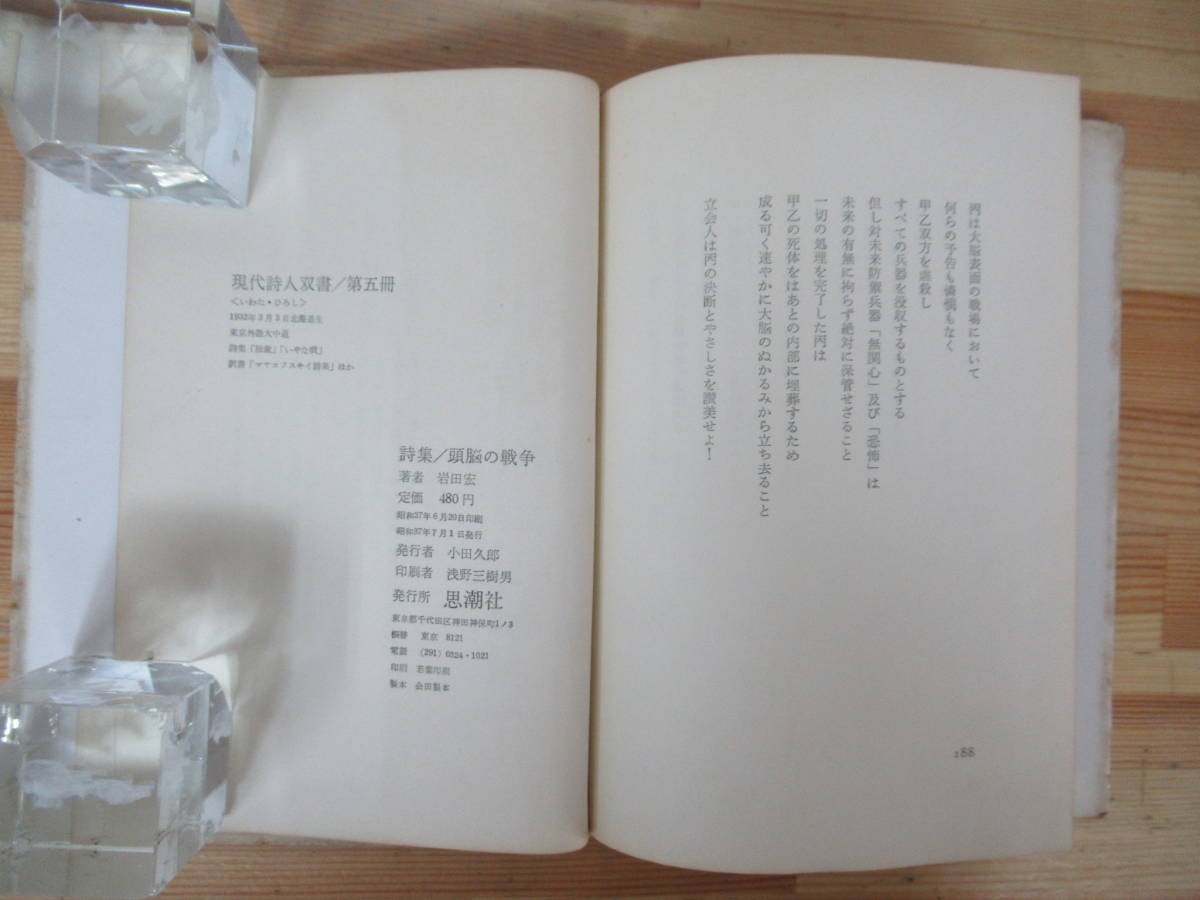 丙は大脳表面の戦場において
何らの予告も憐憫もなく
甲乙双方を虐殺し
すべての兵器を没収するものとする
但し対未来防禦兵器「無関心」及び「恐怖」は
未来の有無に拘らず絶対に保管せざること
一切の処理を完了した丙は
甲乙の死体をはあとの内部に埋葬するため
成る可く速やかに大脳のぬかるみから立ち去ること
立会人は丙の決断とやさしさを讃美せよ!
188
現代詩人双書/第五冊
<いわた・ひろし>
1932年3月3日北海道生
東京外語大中退
詩集「独裁」「いやな唄」
訳書「マヤコフスキイ詩集」ほか
詩集/頭脳の戦争
著者 岩田宏
定価 480円
昭和37年6月20日印刷
昭和37年7月1日発行
発行者 小田久郎
印刷者 浅野三樹男
発行所 思潮社
東京都千代田区神田神保町1ノ3
振替 東京 8121
電話 (291) 0324・1021
印刷 若葉印刷
製本 会田製本